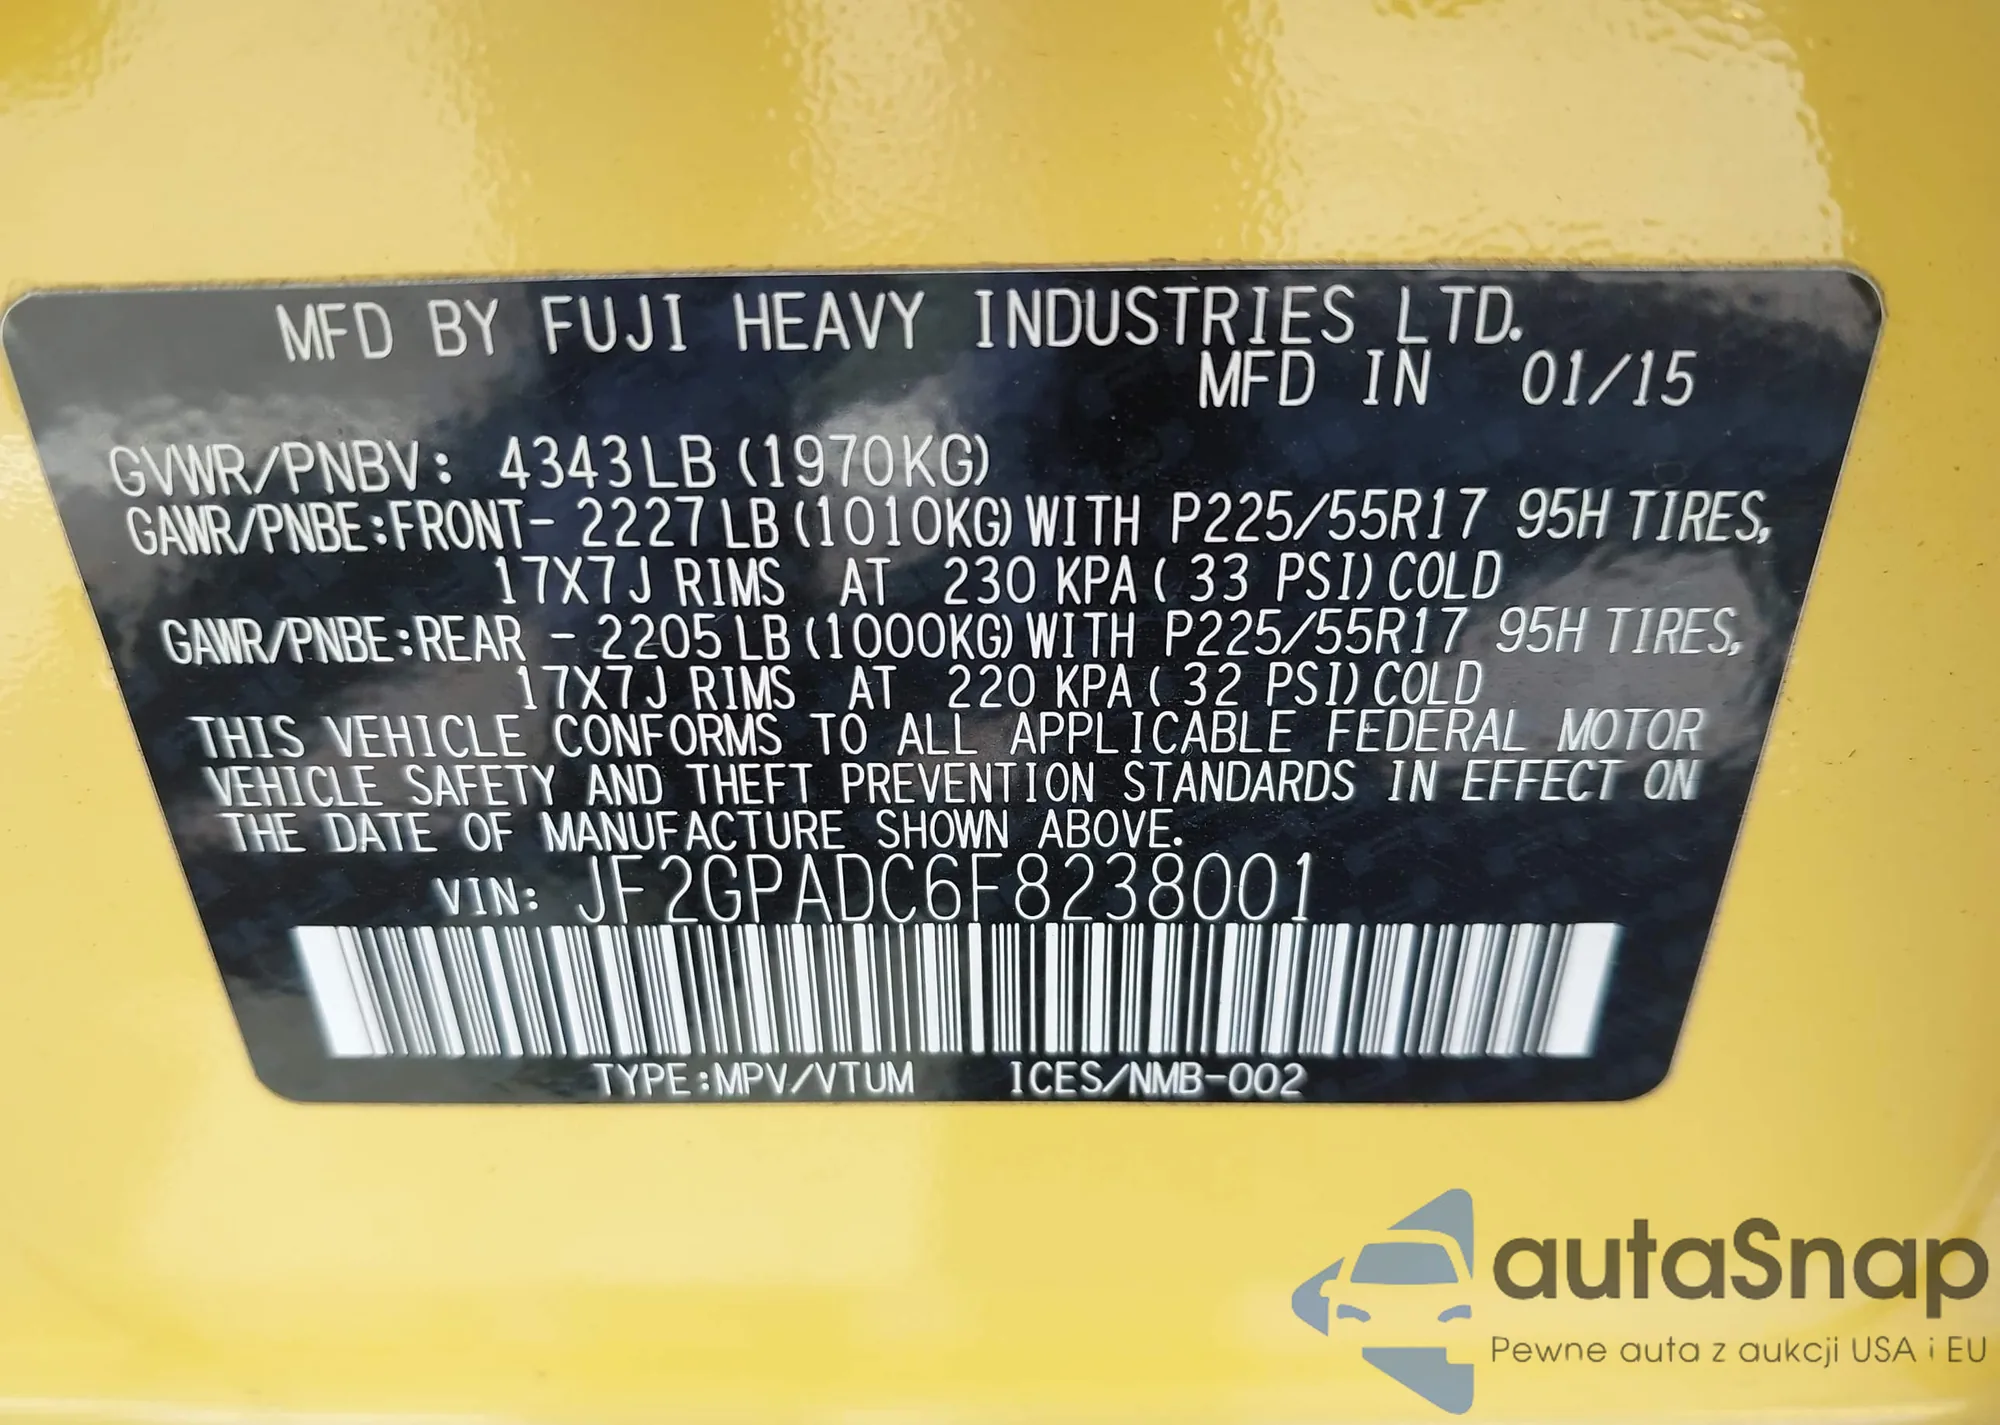 MFD BY FUJI HEAVY INDUSTRIES LTD.
MFD IN 01/15
GVWR/PNBV: 4343LB (1970KG)
GAWR/PNBE:FRONT- 2227LB (1010KG) WITH P225/55R17 95H TIRES,
17X7J RIMS AT 230 KPA ( 33 PSI) COLD
GAWR/PNBE:REAR - 2205LB (1000KG) WITH P225/55R17 95H TIRES,
17X7J RIMS AT 220 KPA ( 32 PSI) COLD
THIS VEHICLE CONFORMS TO ALL APPLICABLE FEDERAL MOTOR
VEHICLE SAFETY AND THEFT PREVENTION STANDARDS IN EFFECT ON
THE DATE OF MANUFACTURE SHOWN ABOVE.
VIN: JF2GPADC6F8238001
TYPE:MPV/VTUM ICES/NMB-002
autaSnap
Pewne auta z aukcji USA i EU